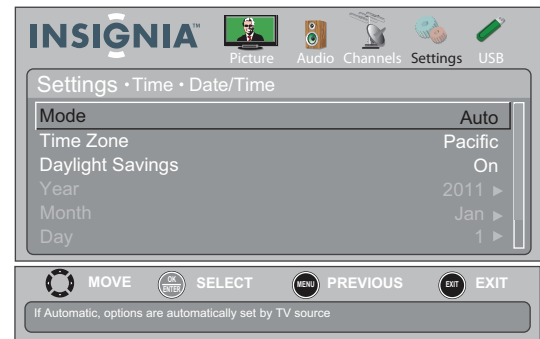 INSIGNIA™
Picture Audio Channels Settings USB
Settings • Time • Date/Time
Mode Auto
Time Zone Pacific
Daylight Savings On
Year 2011 ►
Month Jan ►
Day 1 ►
MOVE OK ENTER SELECT MENU PREVIOUS EXIT EXIT
If Automatic, options are automatically set by TV source